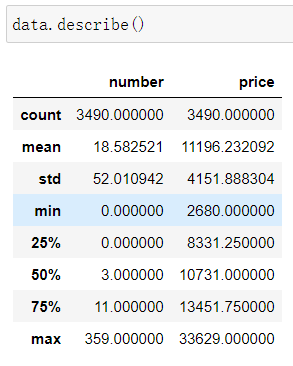 data.describe()
number price
count 3490.000000 3490.000000
mean 18.582521 11196.232092
std 52.010942 4151.888304
min 0.000000 2680.000000
25% 0.000000 8331.250000
50% 3.000000 10731.000000
75% 11.000000 13451.750000
max 359.000000 33629.000000